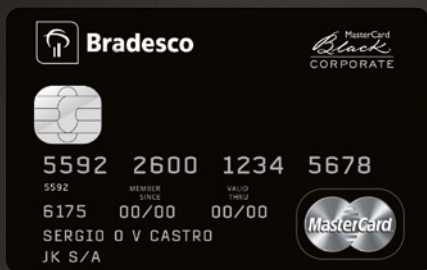 Bradesco
MasterCard
Black
CORPORATE
5592 2600 1234 5678
5592 MEMBER SINCE VALID THRU
6175 00/00 00/00
SERGIO O V CASTRO
JK S/A
MasterCard